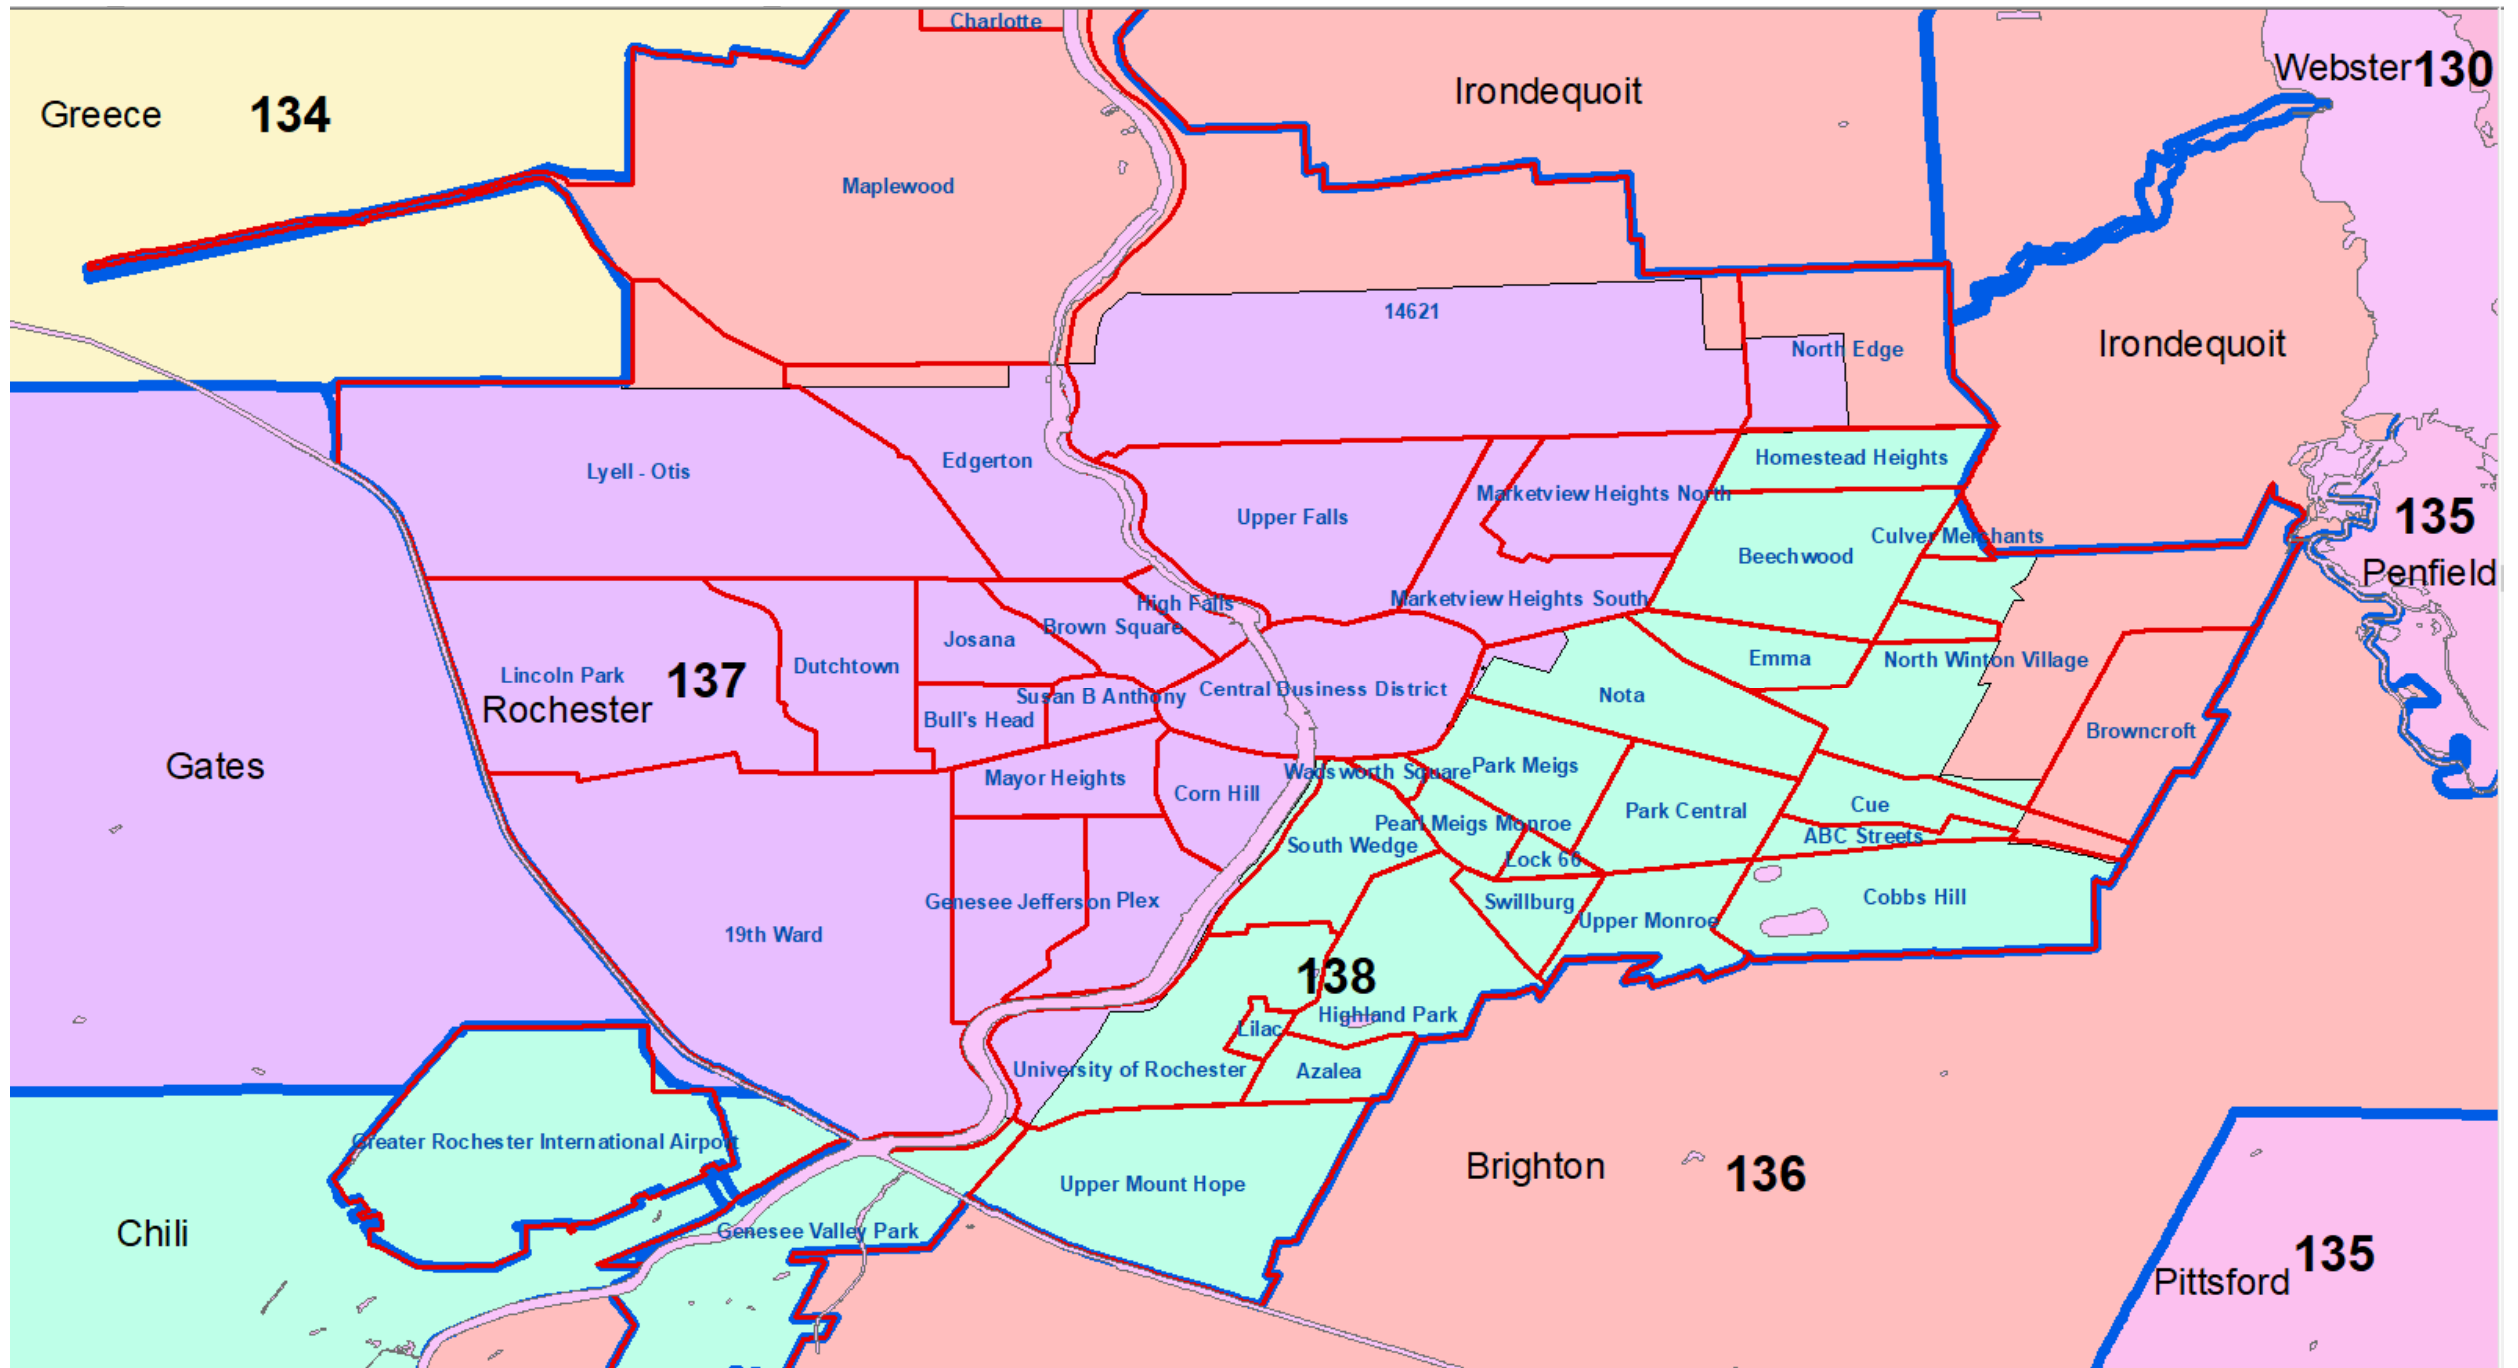 Charlotte
Webster 130
Irondequoit
Greece 134
Maplewood
14621
North Edge
Irondequoit
Lyell - Otis
Edgerton
Homestead Heights
Marketview Heights North
Upper Falls
135
Culver Merchants
Beechwood
Penfield
High Falls
Marketview Heights South
Brown Square
Josana
Emma
North Winton Village
Dutchtown
Lincoln Park
137
Rochester
Susan B Anthony
Central Business District
Nota
Bull's Head
Browncroft
Gates
Mayor Heights
Wadsworth Square
Park Meigs
Corn Hill
Cue
Park Central
Pearl Meigs Monroe
ABC Streets
South Wedge
Lock 66
Genesee Jefferson
Plex
Swillburg
Cobbs Hill
Upper Monroe
19th Ward
138
Highland Park
Lilac
University of Rochester
Azalea
Greater Rochester International Airport
Brighton 136
Upper Mount Hope
Chili
Genesee Valley Park
135
Pittsford